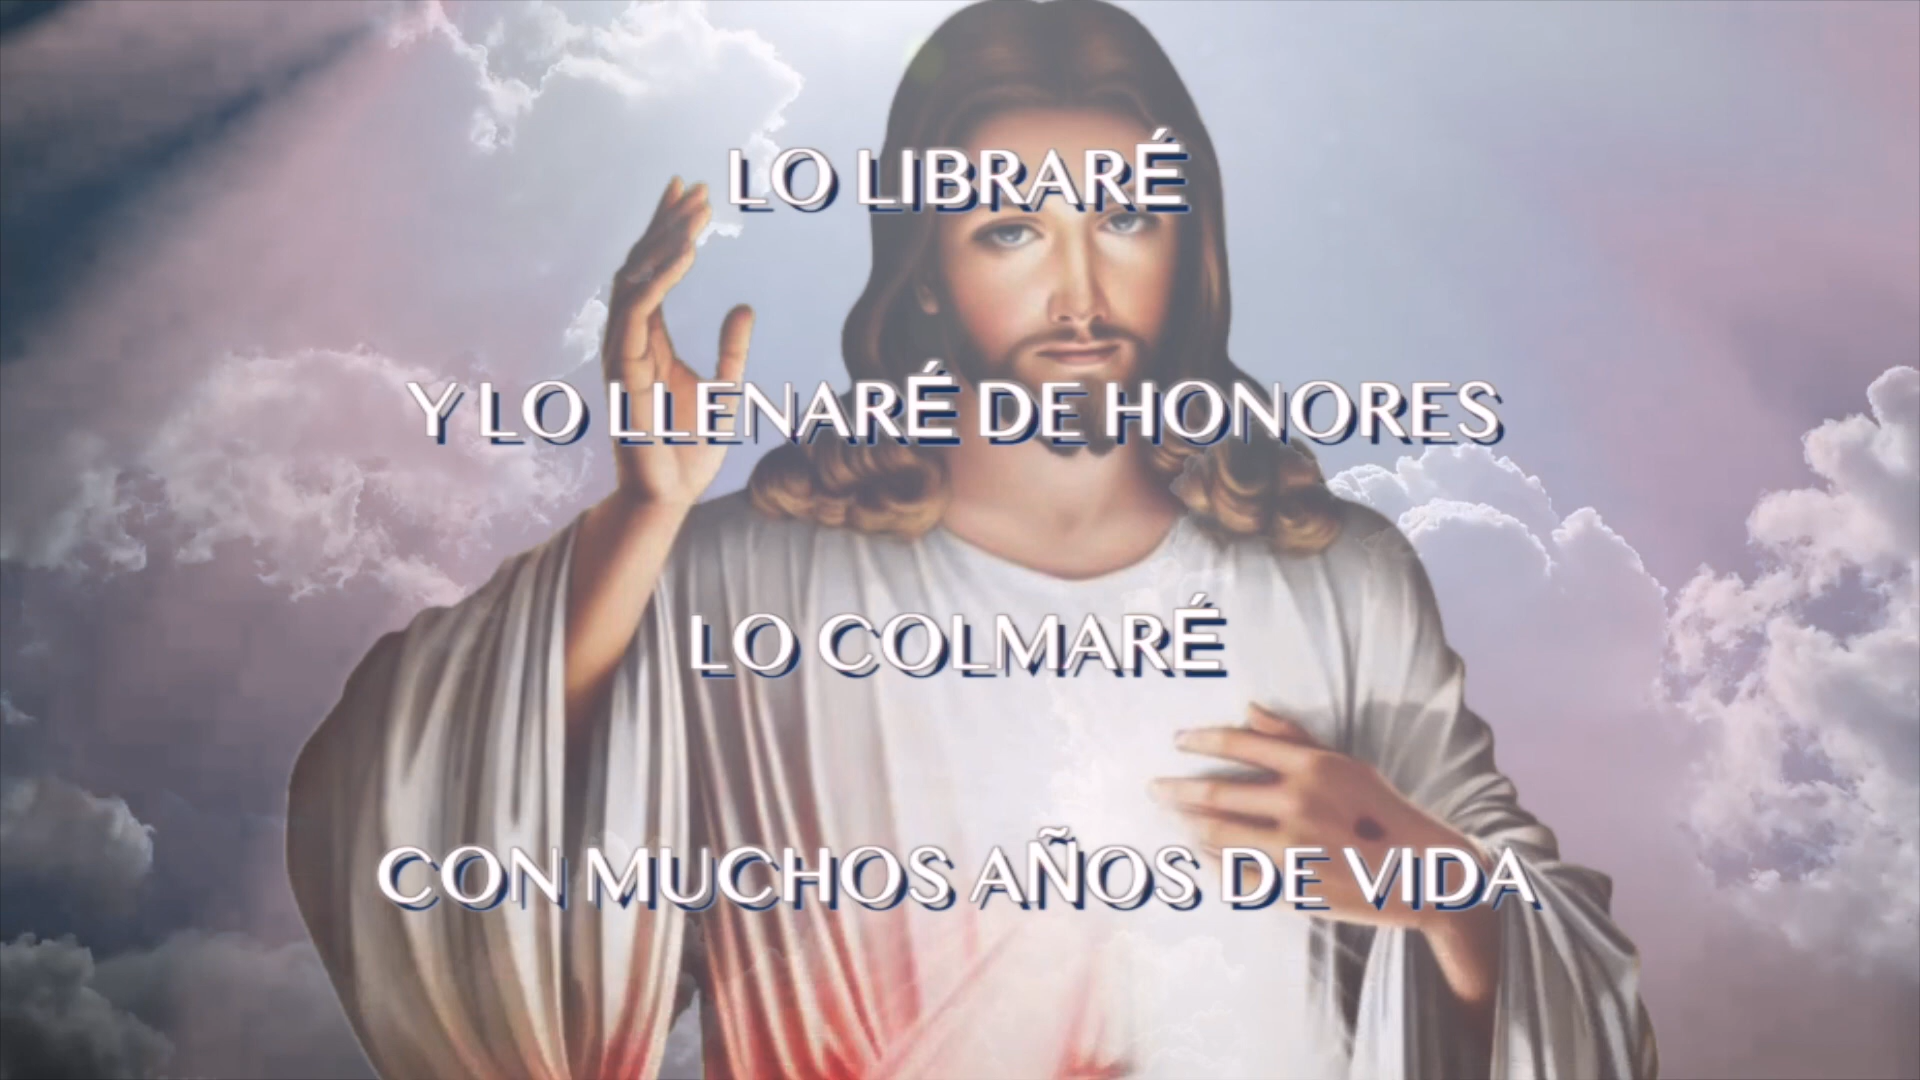 LO LIBRARÉ
Y LO LLENARÉ DE HONORES
LO COLMARÉ
CON MUCHOS AÑOS DE VIDA